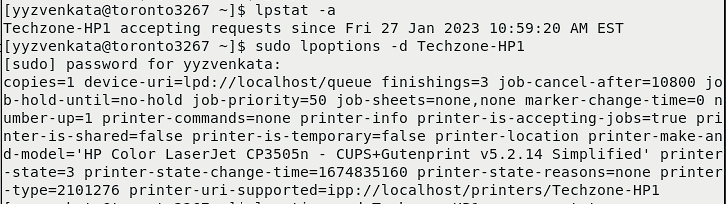 [yyzvenkata@toronto3267 ~]$ lpstat -a
Techzone-HP1 accepting requests since Fri 27 Jan 2023 10:59:20 AM EST
[yyzvenkata@toronto3267 ~]$ sudo lpoptions -d Techzone-HP1
[sudo] password for yyzvenkata:
copies=1 device-uri=lpd://localhost/queue finishings=3 job-cancel-after=10800 jo
b-hold-until=no-hold job-priority=50 job-sheets=none,none marker-change-time=0 n
umber-up=1 printer-commands=none printer-info printer-is-accepting-jobs=true pri
nter-is-shared=false printer-is-temporary=false printer-location printer-make-an
d-model='HP Color LaserJet CP3505n - CUPS+Gutenprint v5.2.14 Simplified' printer
-state=3 printer-state-change-time=1674835160 printer-state-reasons=none printer
-type=2101276 printer-uri-supported=ipp://localhost/printers/Techzone-HP1